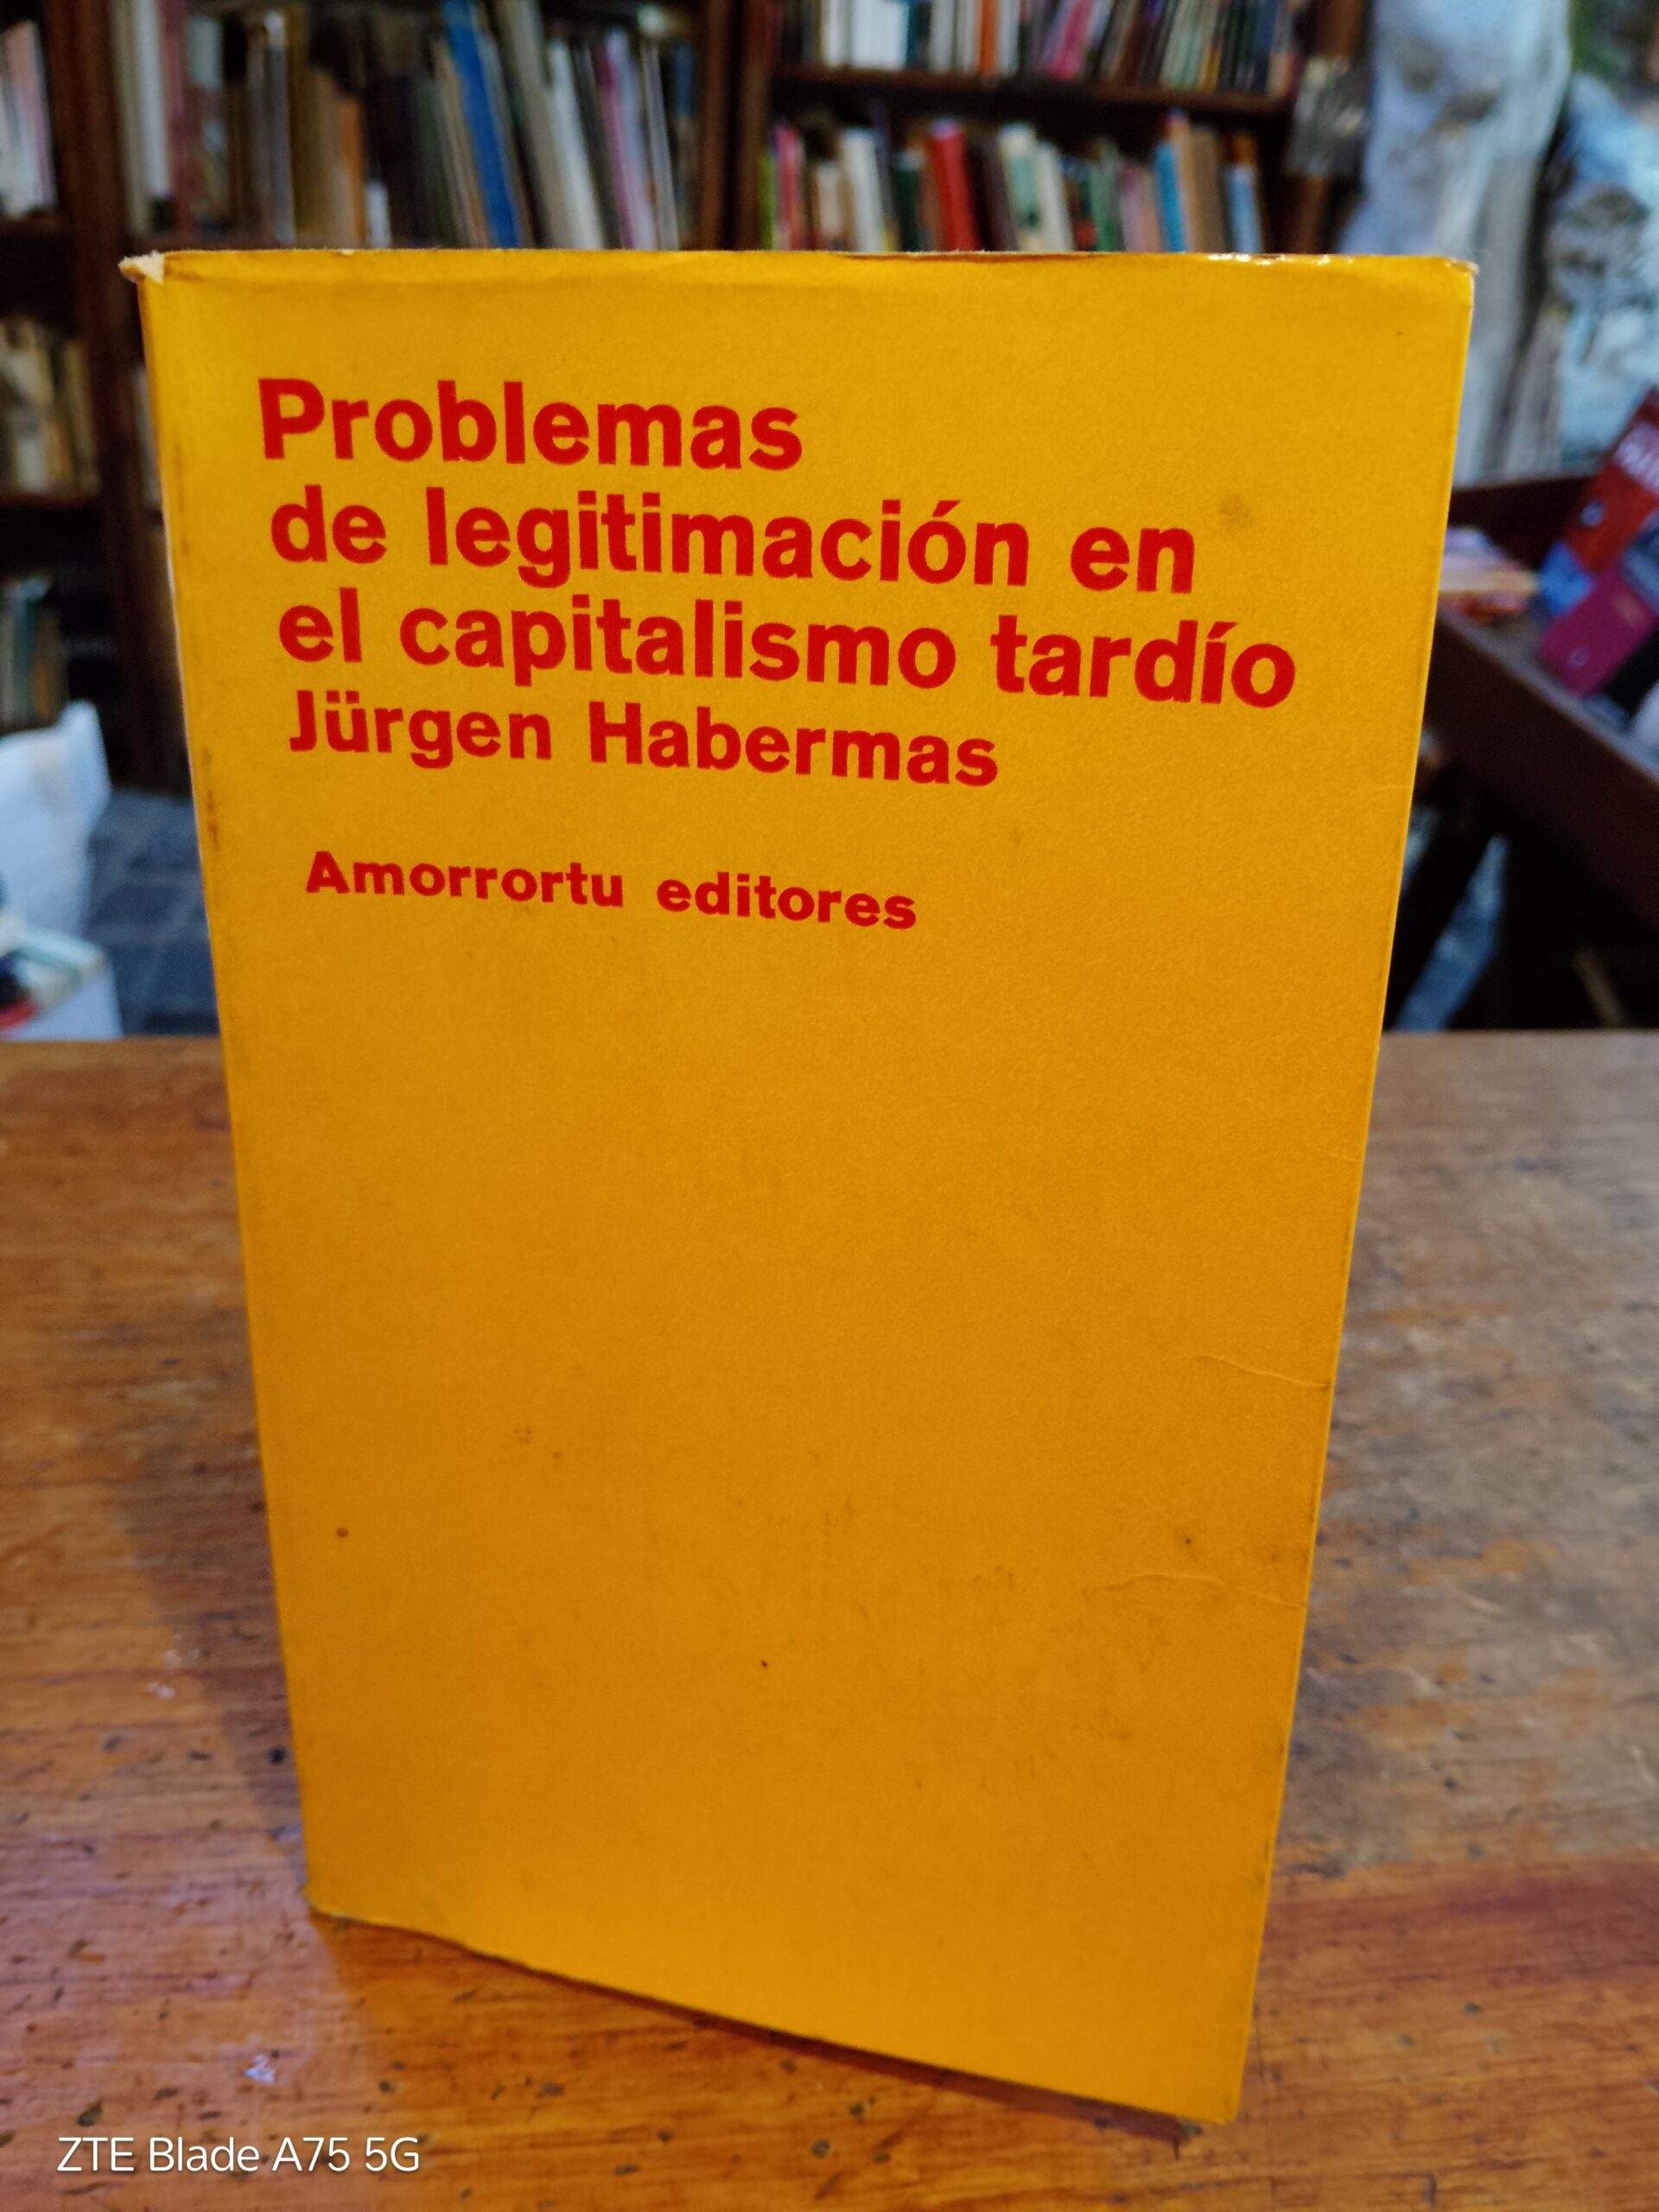 Problemas
de legitimación en
el capitalismo tardío
Jürgen Habermas
Amorrortu editores
ZTE Blade A75 5G